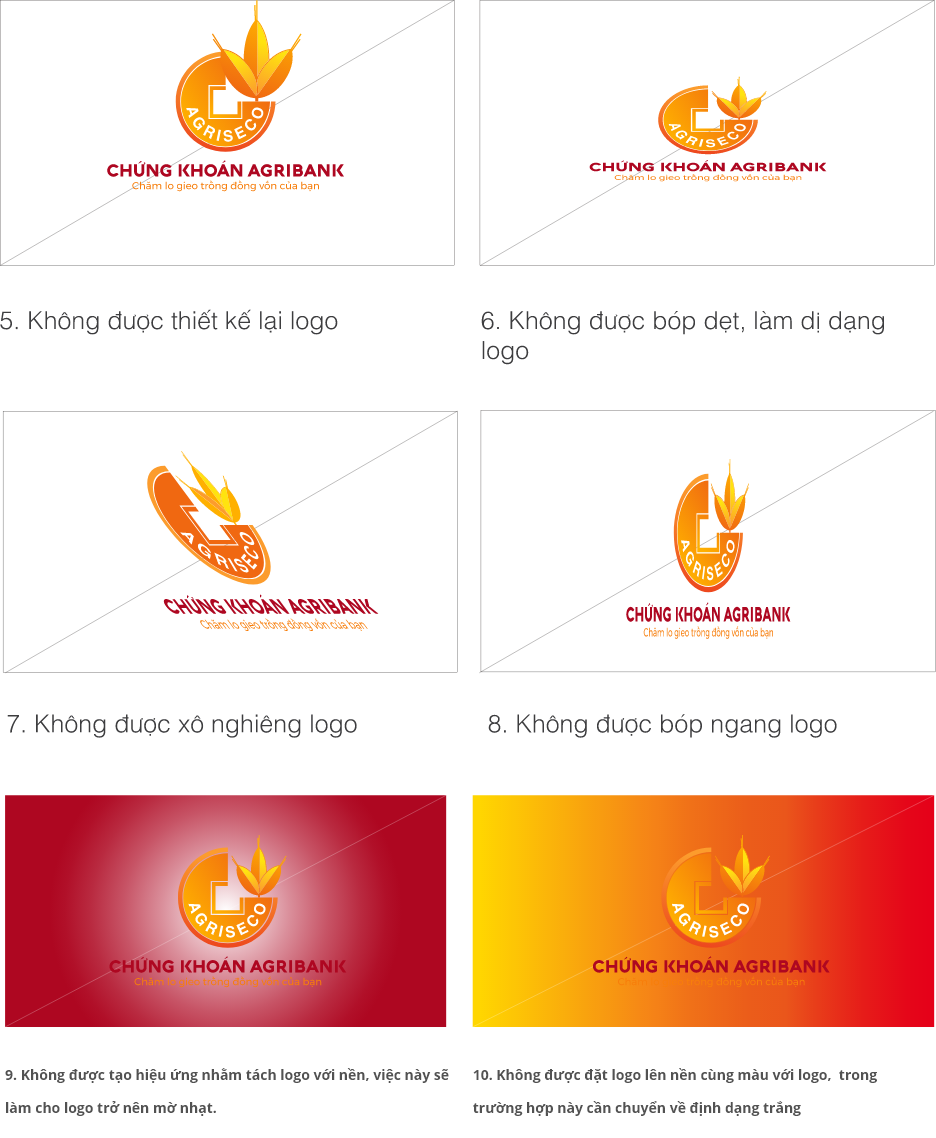 AGRISECO
CHỨNG KHOÁN AGRIBANK
Chăm lo gieo trồng đồng vốn của bạn
AGRISECO
CHỨNG KHOÁN AGRIBANK
Chăm lo gieo trồng đồng vốn của bạn
5. Không được thiết kế lại logo
6. Không được bóp dẹt, làm dị dạng
logo
AGRISECO
CHỨNG KHOÁN AGRIBANK
Chăm lo gieo trồng đồng vốn của bạn
AGRISECO
CHỨNG KHOÁN AGRIBANK
Chăm lo gieo trồng đồng vốn của bạn
7. Không được xô nghiêng logo
8. Không được bóp ngang logo
AGRISECO
CHỨNG KHOÁN AGRIBANK
Chăm lo gieo trồng đồng vốn của bạn
AGRISECO
CHỨNG KHOÁN AGRIBANK
Chăm lo gieo trồng đồng vốn của bạn
9. Không được tạo hiệu ứng nhằm tách logo với nền, việc này sẽ
làm cho logo trở nên mờ nhạt.
10. Không được đặt logo lên nền cùng màu với logo, trong
trường hợp này cần chuyển về định dạng trắng